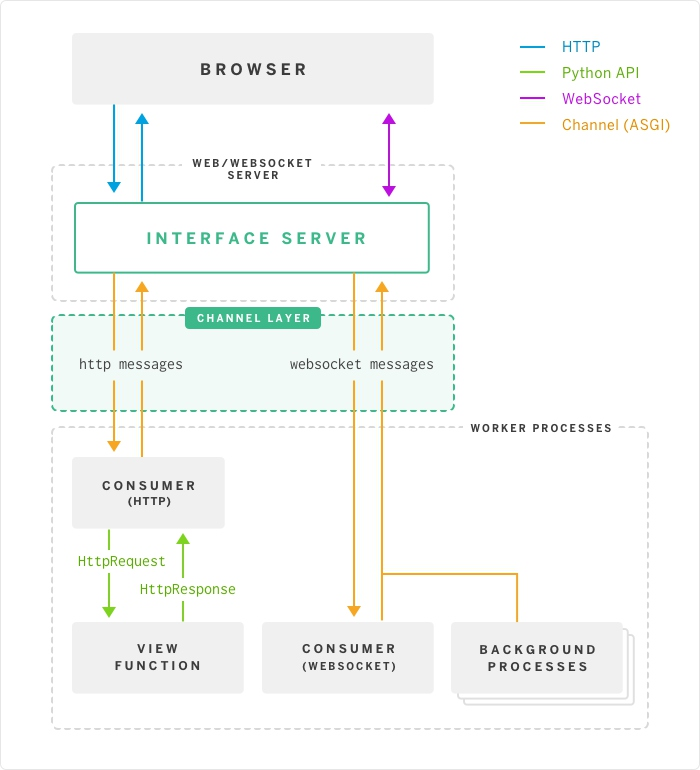 BROWSER
HTTP
Python API
WebSocket
Channel (ASGI)
WEB/WEBSOCKET
SERVER
INTERFACE SERVER
CHANNEL LAYER
http messages
websocket messages
WORKER PROCESSES
CONSUMER
(HTTP)
HttpRequest
HttpResponse
VIEW
FUNCTION
CONSUMER
(WEBSOCKET)
BACKGROUND
PROCESSES